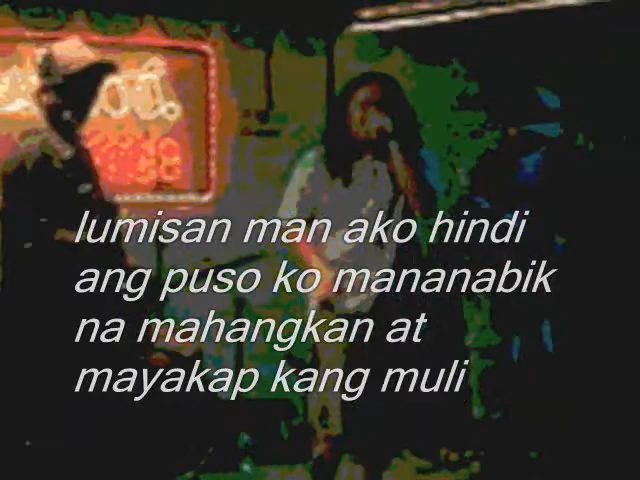 lumisan man ako hindi
ang puso ko mananabik
na mahangkan at
mayakap kang muli